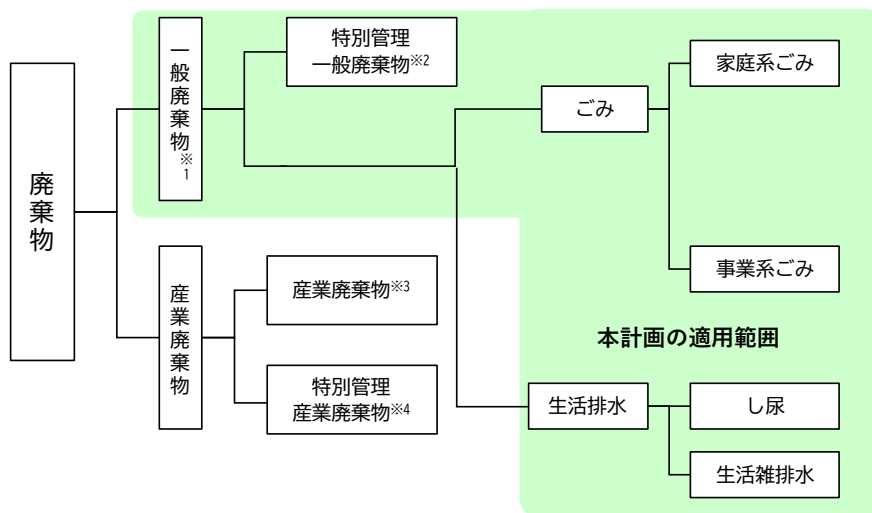 廃棄物
一般廃棄物※1
特別管理
一般廃棄物※2
ごみ
家庭系ごみ
事業系ごみ
産業廃棄物
産業廃棄物※3
特別管理
産業廃棄物※4
本計画の適用範囲
生活排水
し尿
生活雑排水